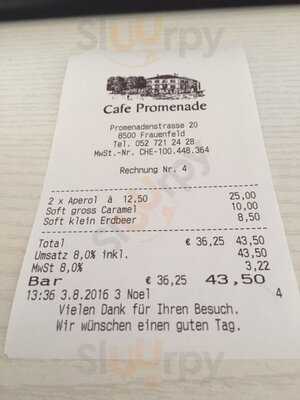 sluurpy
Cafe Promenade
Promenadenstrasse 20
8500 Frauenfeld
Tel. 052 721 24 28
MwSt.-Nr. CHE-100.448.364
Rechnung Nr. 4
2 x Aperol à 12,50 25,00
Soft gross Caramel 10,00
Soft klein Erdbeer 8,50
Total € 36,25 43,50
Umsatz 8,0% inkl. 43,50
MwSt 8,0% 3,22
Bar € 36,25 43,50
13:36 3.8.2016 3 Noel 4
Vielen Dank für Ihren Besuch.
Wir wünschen einen guten Tag.
sluurpy